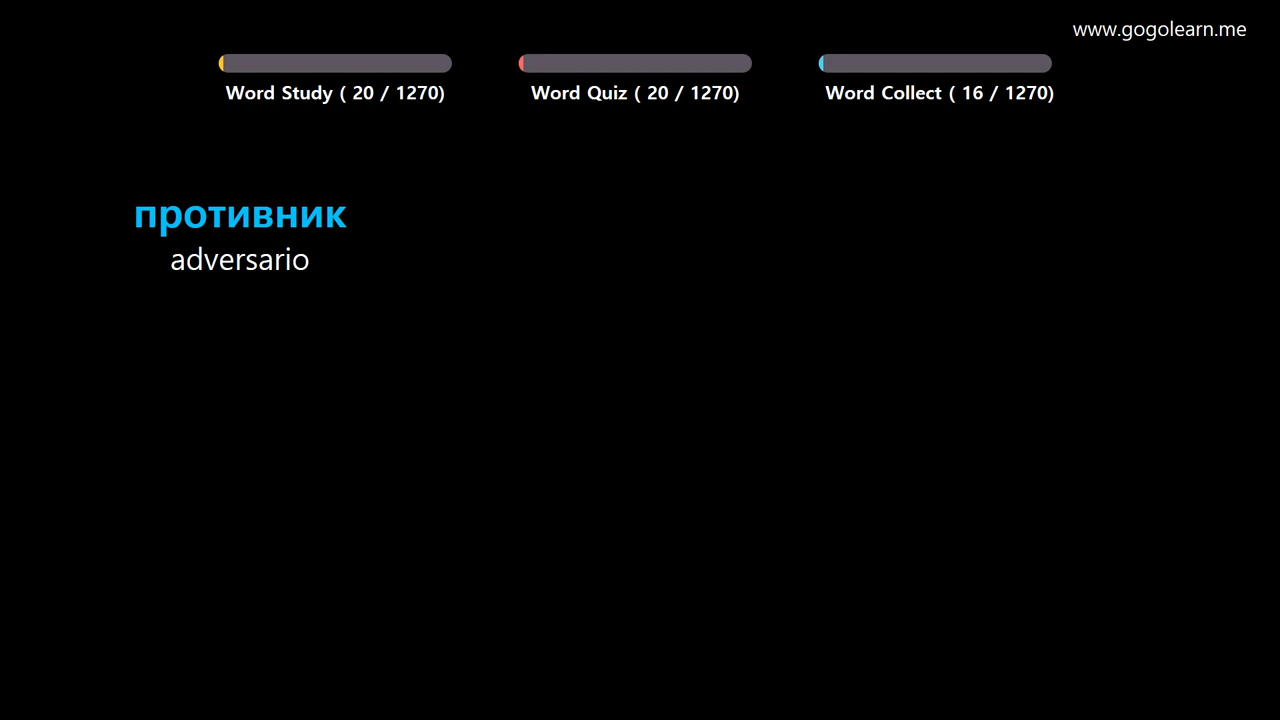 www.gogolearn.me
Word Study ( 20 / 1270)
Word Quiz ( 20 / 1270)
Word Collect ( 16 / 1270)
противник
adversario